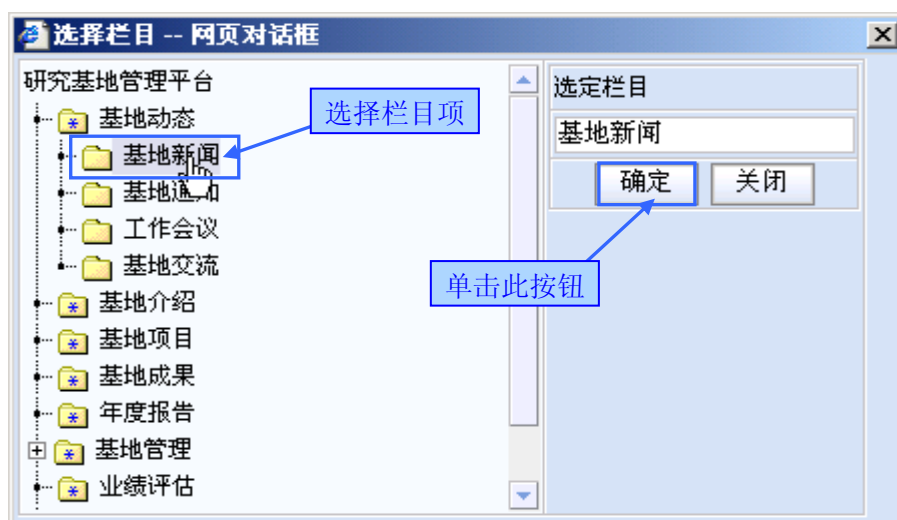 选择栏目 -- 网页对话框
研究基地管理平台
基地动态
选择栏目项
基地新闻
工作会议
基地交流
基地介绍
基地项目
基地成果
年度报告
基地管理
业绩评估
选定栏目
基地新闻
确定 关闭
单击此按钮